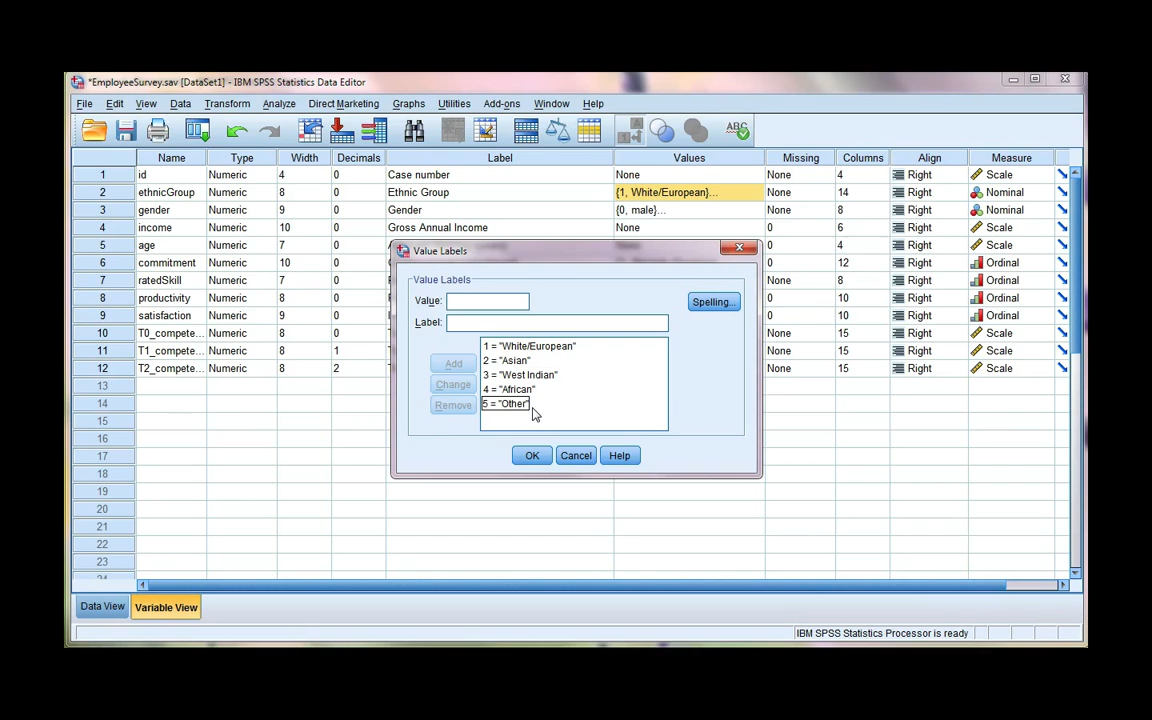 *EmployeeSurvey.sav [DataSet1] - IBM SPSS Statistics Data Editor
File Edit View Data Transform Analyze Direct Marketing Graphs Utilities Add-ons Window Help
Name Type Width Decimals Label Values Missing Columns Align Measure
1 id Numeric 4 0 Case number None None 4 Right Scale
2 ethnicGroup Numeric 8 0 Ethnic Group {1, White/European}... None 14 Right Nominal
3 gender Numeric 9 0 Gender {0, male}... None 8 Right Nominal
4 income Numeric 10 0 Gross Annual Income None 0 6 Right Scale
5 age Numeric 7 0 0 4 Right Scale
6 commitment Numeric 10 0 0 12 Right Ordinal
7 ratedSkill Numeric 7 0 None 8 Right Ordinal
8 productivity Numeric 8 0 0 10 Right Ordinal
9 satisfaction Numeric 9 0 0 10 Right Ordinal
10 T0_compete... Numeric 8 0 None 15 Right Scale
11 T1_compete... Numeric 8 1 None 15 Right Scale
12 T2_compete... Numeric 8 2 None 15 Right Scale
13
14
15
16
17
18
19
20
21
22
23
24
Value Labels
Value Labels
Value:
Spelling...
Label:
1 = "White/European"
2 = "Asian"
3 = "West Indian"
4 = "African"
5 = "Other"
Add
Change
Remove
OK Cancel Help
Data View Variable View
IBM SPSS Statistics Processor is ready